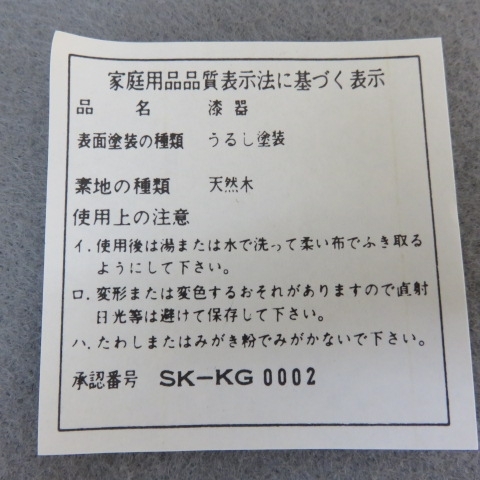 家庭用品品質表示法に基づく表示
品　名　漆器
表面塗装の種類　うるし塗装
素地の種類　天然木
使用上の注意
イ．使用後は湯または水で洗って柔い布でふき取る
ようにして下さい。
ロ．変形または変色するおそれがありますので直射
日光等は避けて保存して下さい。
ハ．たわしまたはみがき粉でみがかないで下さい。
承認番号　SK−KG 0002